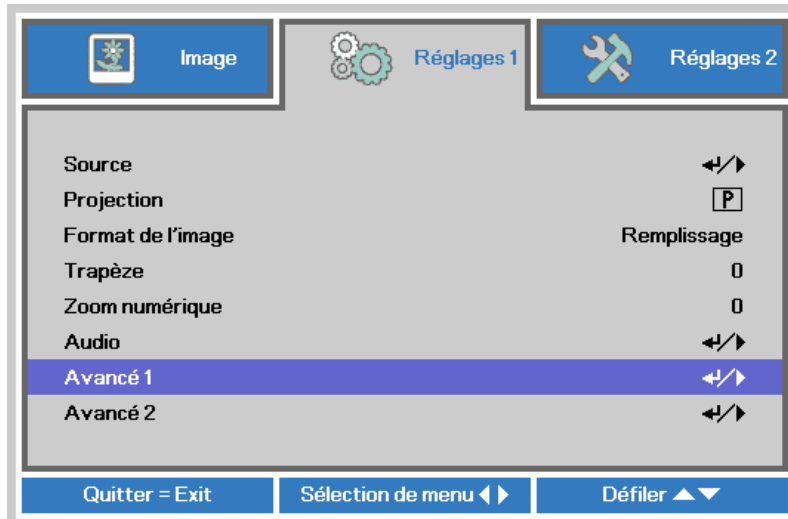 Image
Réglages 1
Réglages 2
Source
Projection P
Format de l'image Remplissage
Trapèze 0
Zoom numérique 0
Audio
Avancé 1
Avancé 2
Quitter = Exit
Sélection de menu
Défiler